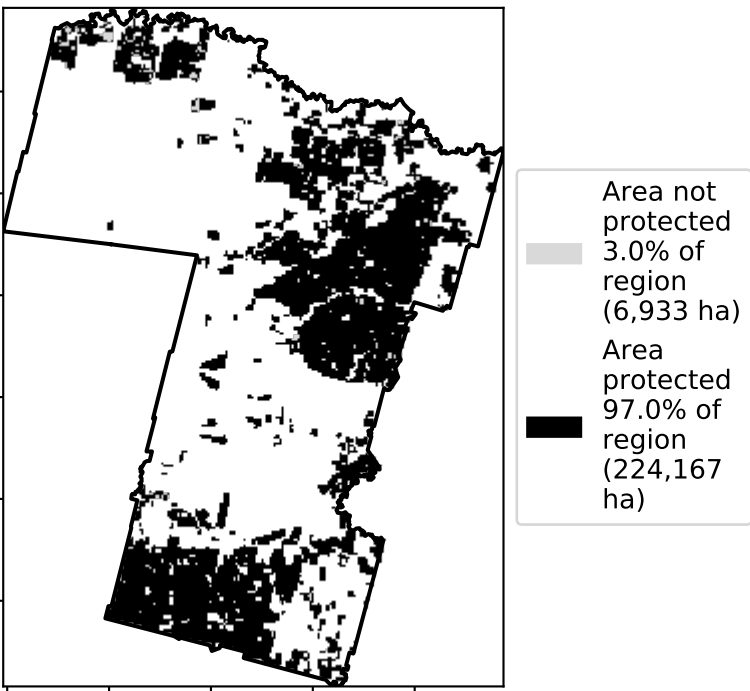 Area not
protected
3.0% of
region
(6,933 ha)
Area
protected
97.0% of
region
(224,167
ha)